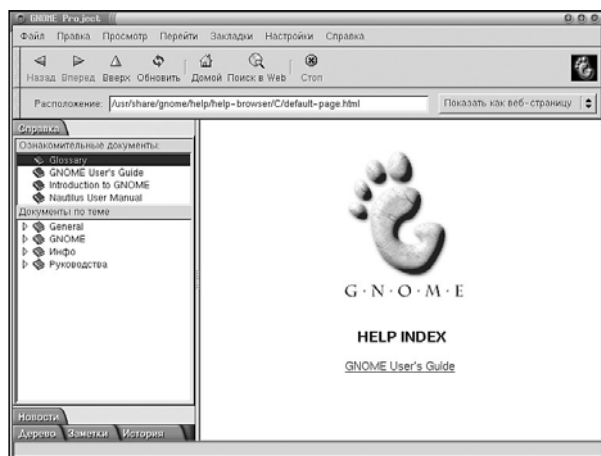 GNOME Project
Файл Правка Просмотр Перейти Закладки Настройки Справка
Назад Вперед Вверх Обновить Домой Поиск в Web Стоп
Расположение: /usr/share/gnome/help/help-browser/C/default-page.html Показать как веб-страницу
Справка
Ознакомительные документы:
Glossary
GNOME User's Guide
Introduction to GNOME
Nautilus User Manual
Документы по теме
General
GNOME
Инфо
Руководства
G·N·O·M·E
HELP INDEX
GNOME User's Guide
Новости
Дерево Заметки История